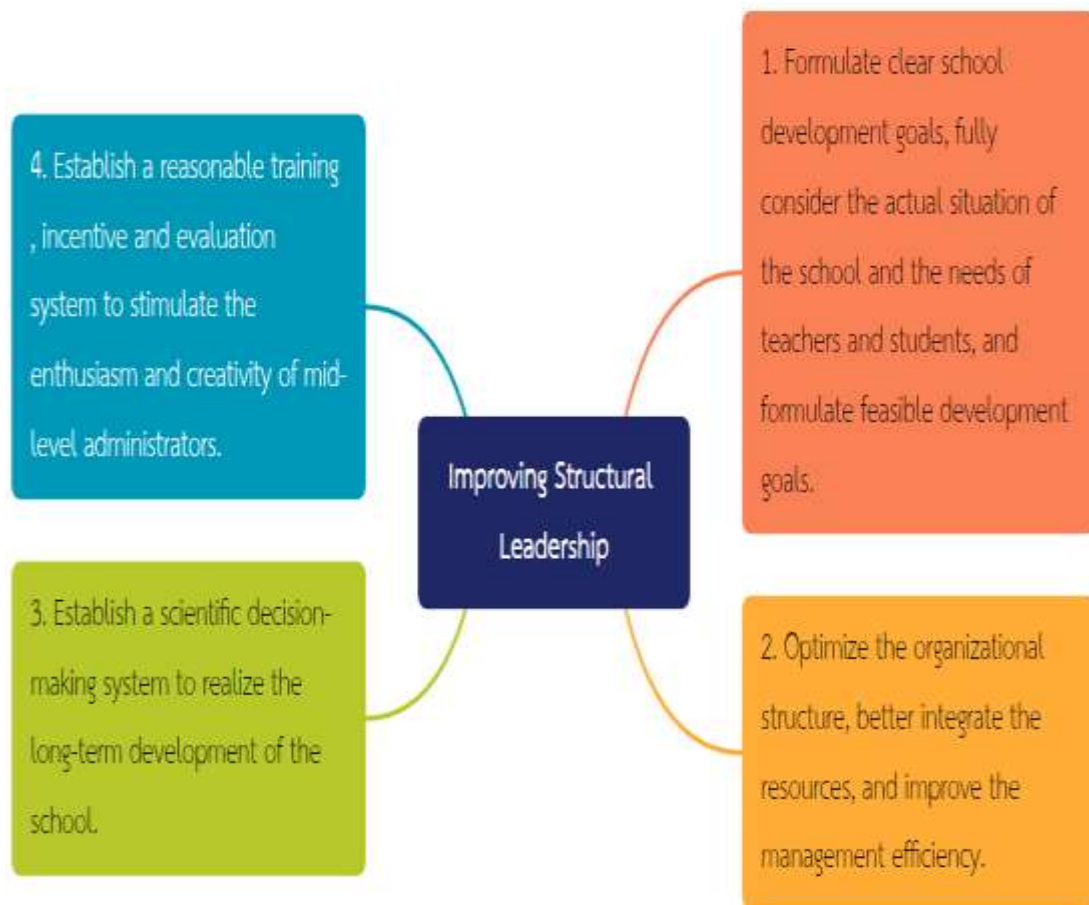 Improving Structural
Leadership
1. Formulate clear school
development goals, fully
consider the actual situation of
the school and the needs of
teachers and students, and
formulate feasible development
goals.
2. Optimize the organizational
structure, better integrate the
resources, and improve the
management efficiency.
3. Establish a scientific decision-
making system to realize the
long-term development of the
school.
4. Establish a reasonable training
, incentive and evaluation
system to stimulate the
enthusiasm and creativity of mid-
level administrators.